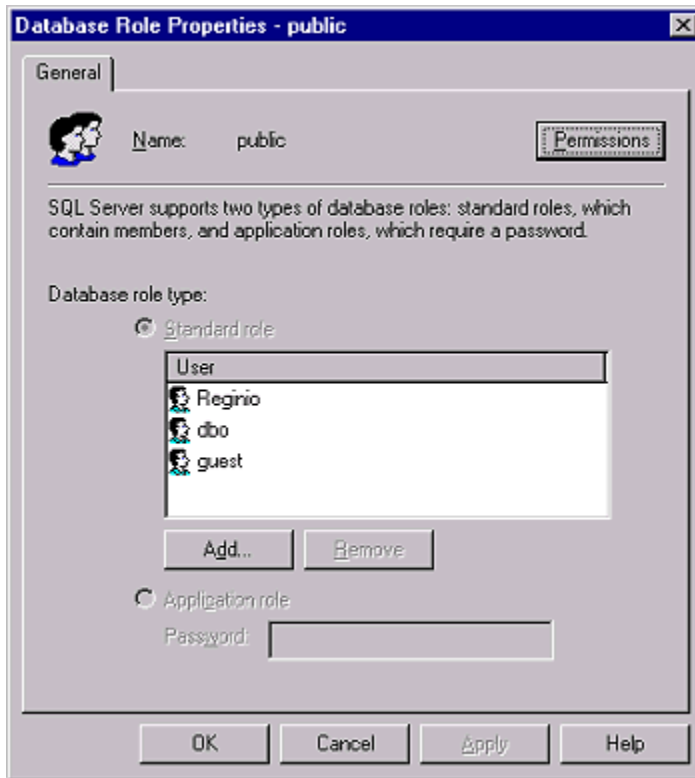 Database Role Properties - public
General
Name: public
Permissions
SQL Server supports two types of database roles: standard roles, which
contain members, and application roles, which require a password.
Database role type:
Standard role
User
Reginio
dbo
guest
Add... Remove
Application role
Password:
OK Cancel Apply Help